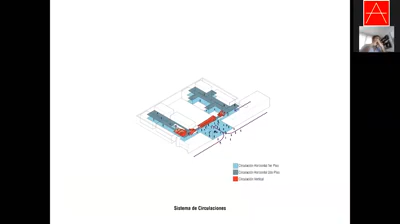 Circulación Horizontal 1er Piso
Circulación Horizontal 2do Piso
Circulación Vertical
Sistema de Circulaciones